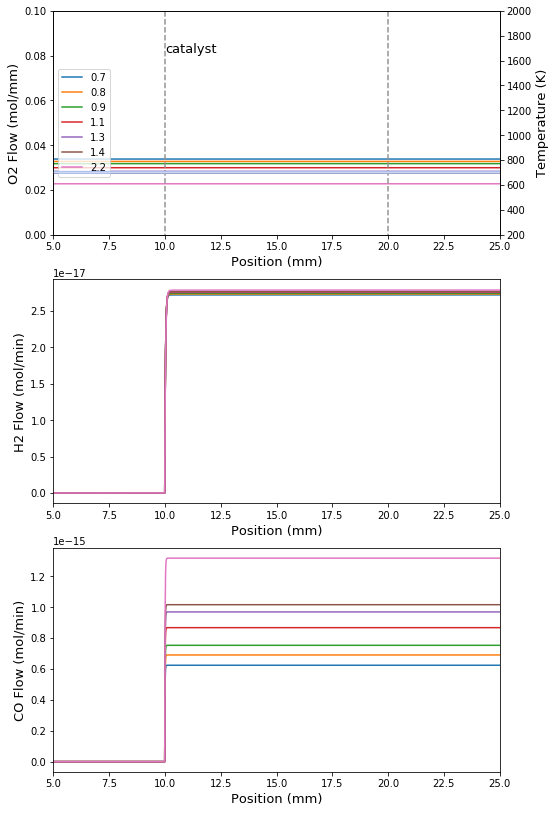 0.10
0.08
0.06
0.04
0.02
0.00
O2 Flow (mol/mm)
catalyst
0.7
0.8
0.9
1.1
1.3
1.4
2.2
2000
1800
1600
1400
1200
1000
800
600
400
200
Temperature (K)
5.0 7.5 10.0 12.5 15.0 17.5 20.0 22.5 25.0
Position (mm)
1e−17
2.5
2.0
1.5
1.0
0.5
0.0
H2 Flow (mol/min)
5.0 7.5 10.0 12.5 15.0 17.5 20.0 22.5 25.0
Position (mm)
1e−15
1.2
1.0
0.8
0.6
0.4
0.2
0.0
CO Flow (mol/min)
5.0 7.5 10.0 12.5 15.0 17.5 20.0 22.5 25.0
Position (mm)